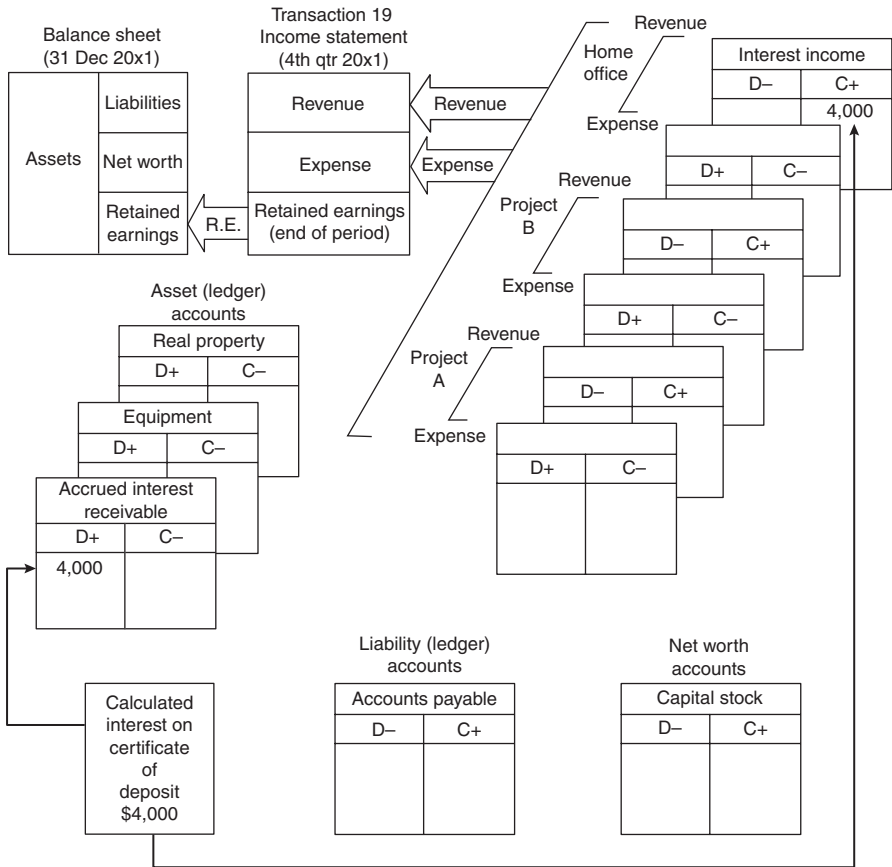 Balance sheet
(31 Dec 20x1)
Assets
Liabilities
Net worth
Retained
earnings
Transaction 19
Income statement
(4th qtr 20x1)
Revenue
Expense
Retained earnings
(end of period)
Revenue
Expense
R.E.
Revenue
Home
office
Expense
Revenue
Project
B
Expense
Revenue
Project
A
Expense
Interest income
D– C+
4,000
D+ C–
D– C+
D+ C–
D– C+
D+ C–
Asset (ledger)
accounts
Real property
D+ C–
Equipment
D+ C–
Accrued interest
receivable
D+ C–
4,000
Calculated
interest on
certificate
of
deposit
$4,000
Liability (ledger)
accounts
Accounts payable
D– C+
Net worth
accounts
Capital stock
D– C+